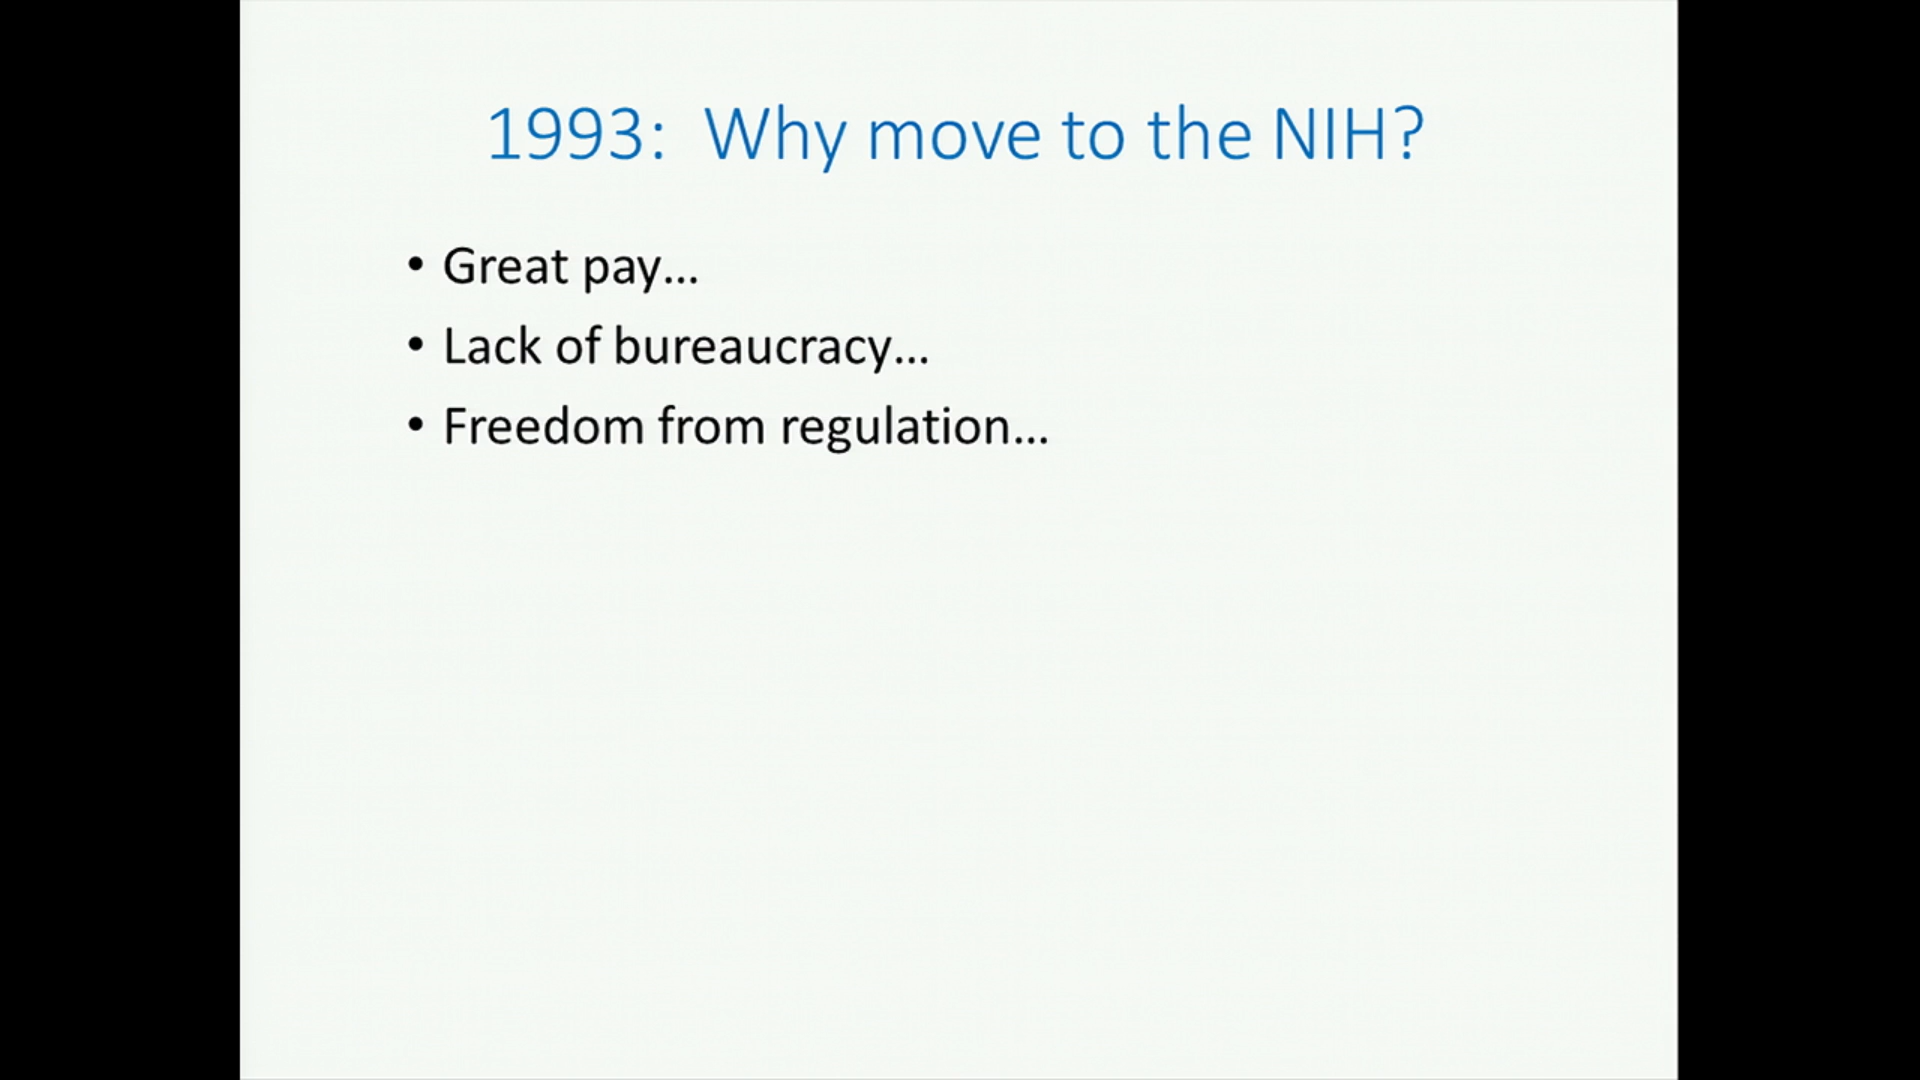 1993:  Why move to the NIH?
• Great pay...
• Lack of bureaucracy...
• Freedom from regulation...